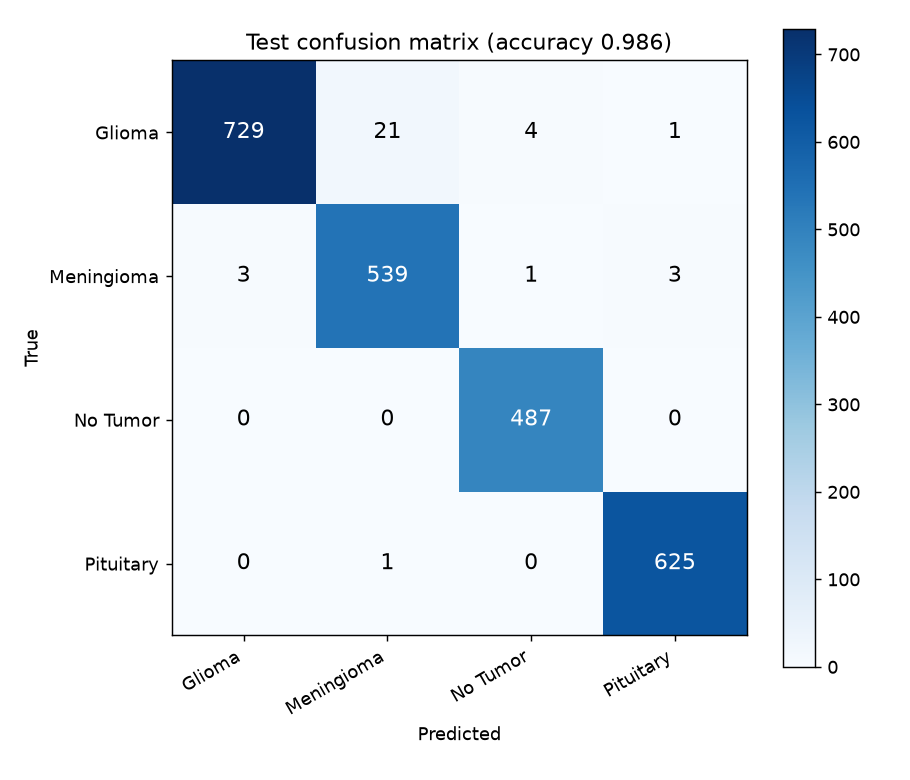 Test confusion matrix (accuracy 0.986)
Glioma 729 21 4 1
Meningioma 3 539 1 3
No Tumor 0 0 487 0
Pituitary 0 1 0 625
Glioma Meningioma No Tumor Pituitary
Predicted
True
700
600
500
400
300
200
100
0